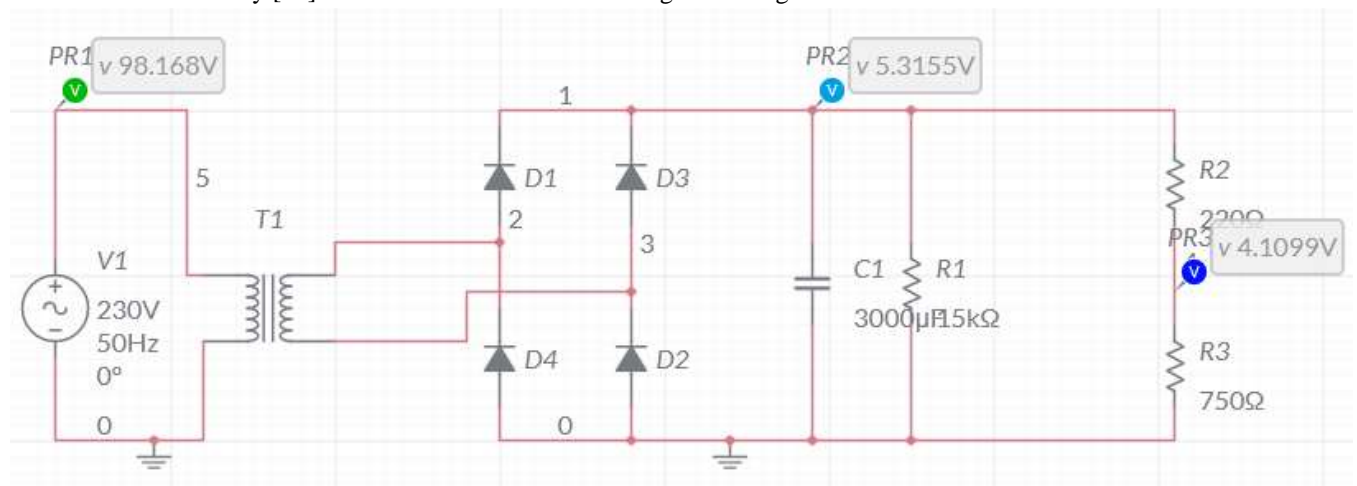 PR1 v 98.168V
PR2 v 5.3155V
1
5
D1
D3
R2
220Ω
2
T1
3
PR3 v 4.1099V
V1
230V
50Hz
0°
C1
3000µF
R1
15kΩ
D4
D2
R3
750Ω
0
0